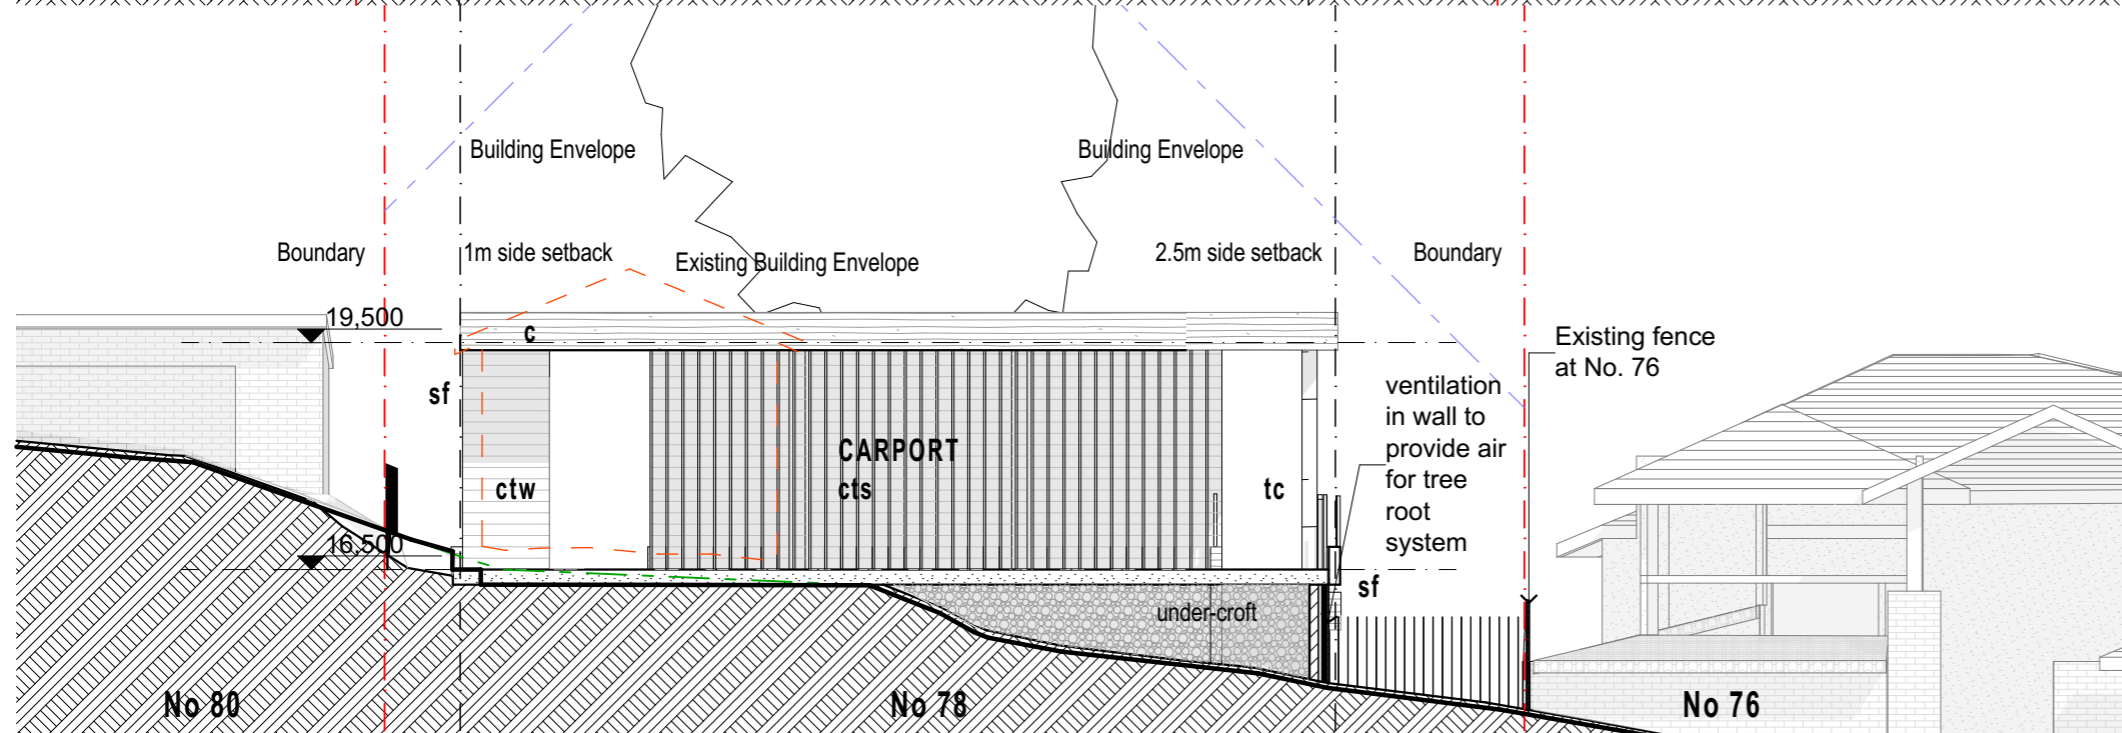 Building Envelope
Building Envelope
Boundary
1m side setback
Existing Building Envelope
2.5m side setback
Boundary
19,500
c
Existing fence
at No. 76
sf
ventilation
in wall to
provide air
for tree
root
system
CARPORT
cts
ctw
tc
16,500
sf
under-croft
No 80
No 78
No 76